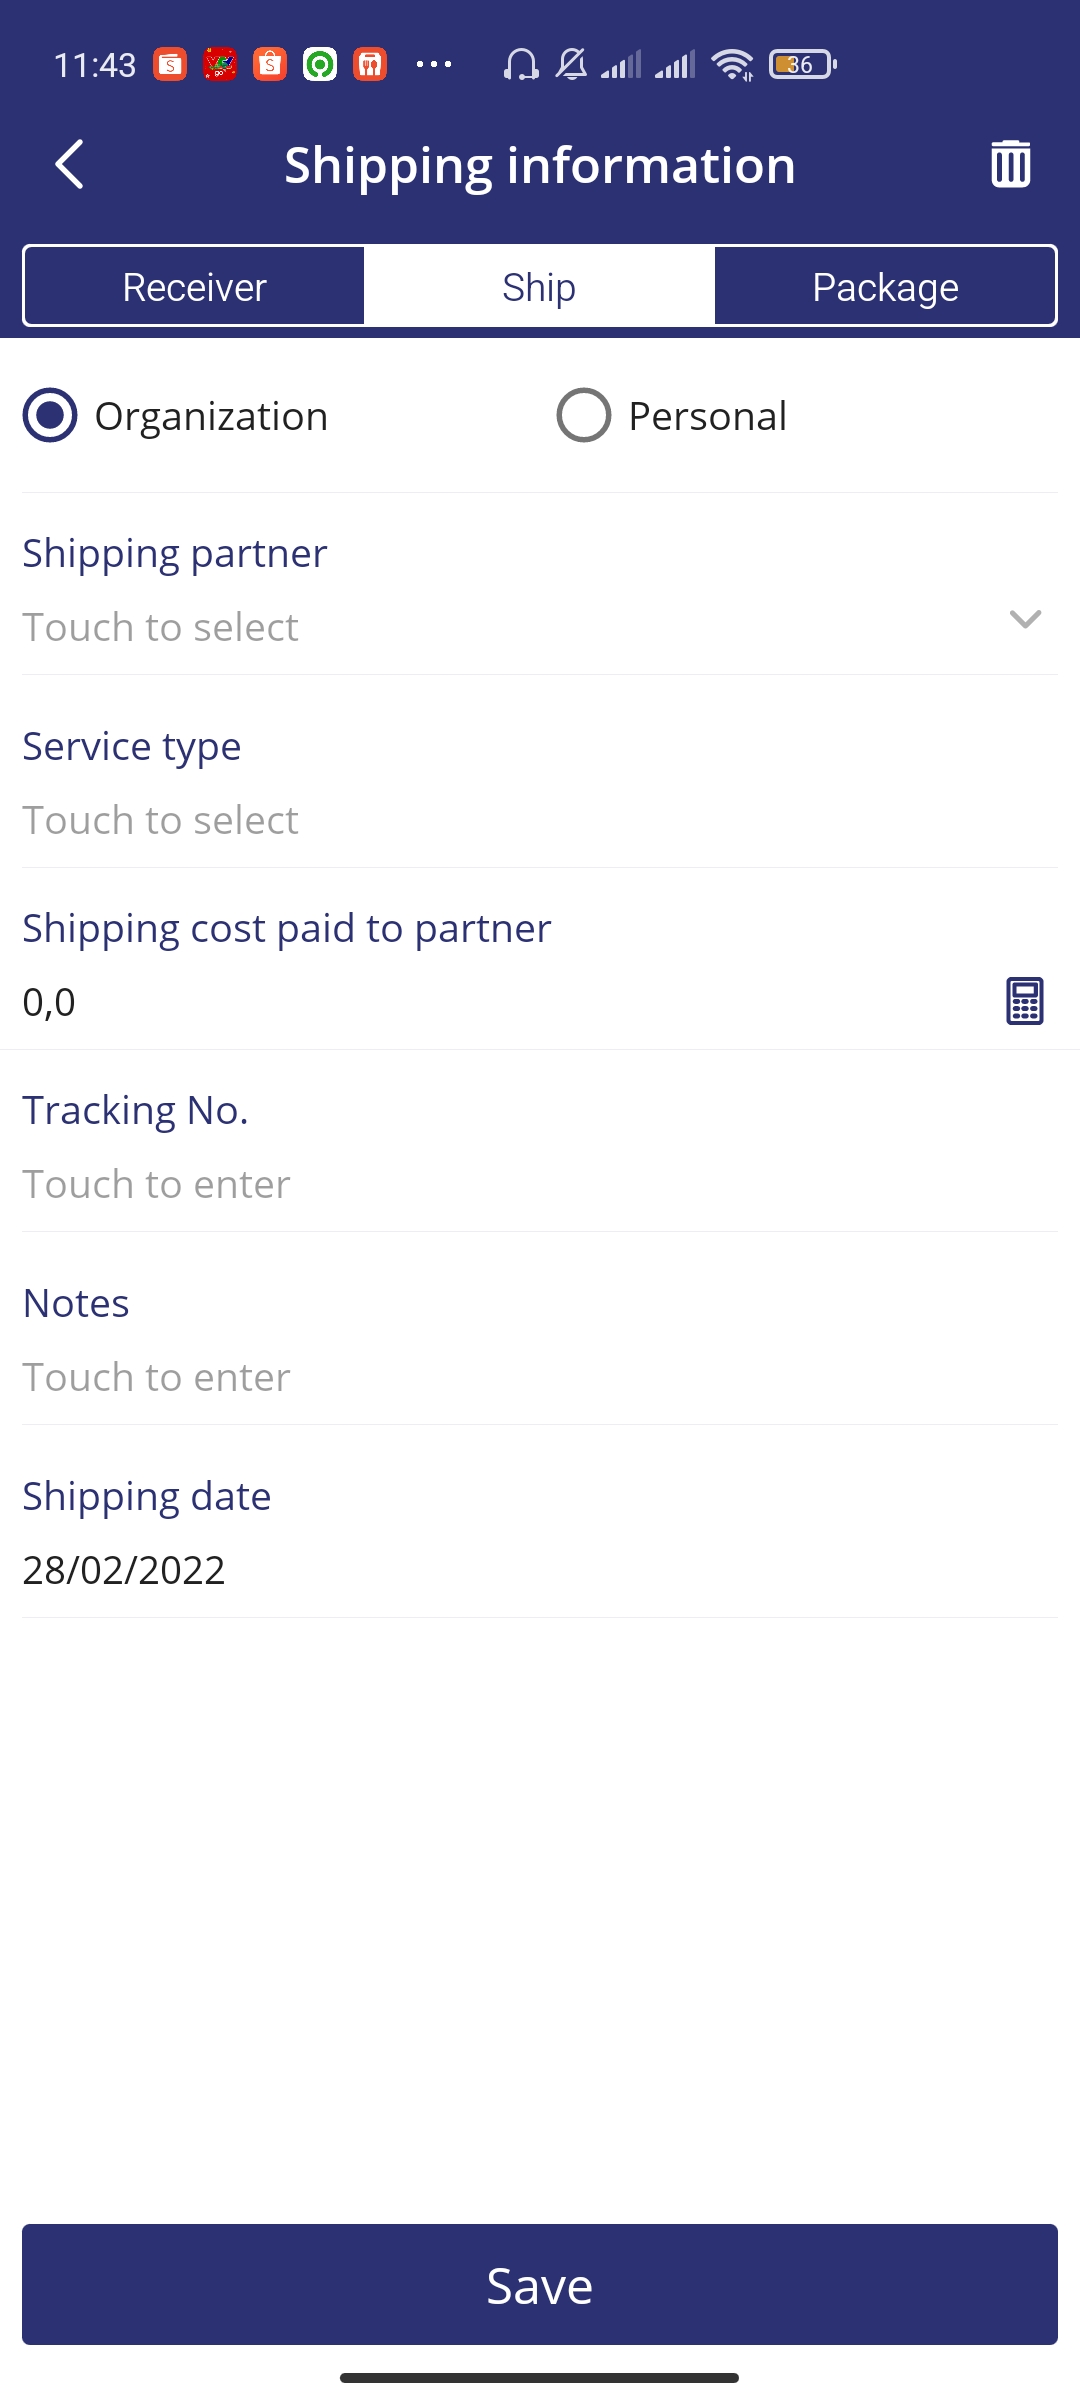 11:43 36
Shipping information
Receiver Ship Package
Organization Personal
Shipping partner
Touch to select
Service type
Touch to select
Shipping cost paid to partner
0,0
Tracking No.
Touch to enter
Notes
Touch to enter
Shipping date
28/02/2022
Save